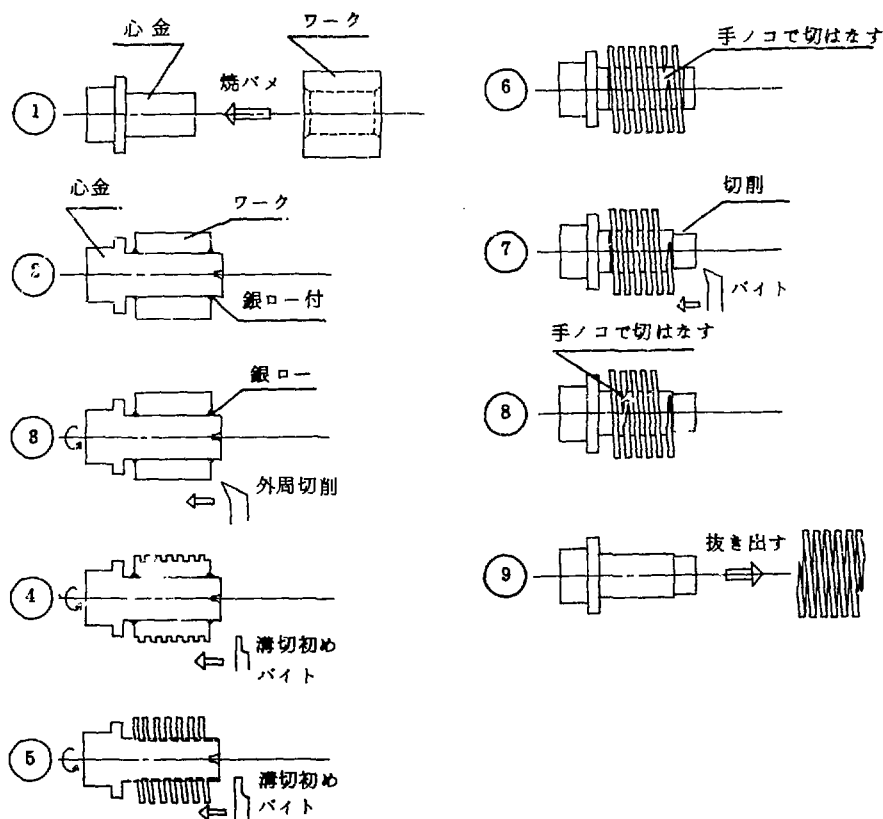 心金
ワーク
焼バメ
1
心金
ワーク
2
銀ロー付
銀ロー
3
外周切削
4
溝切初め
バイト
5
溝切初め
バイト
手ノコで切はなす
6
切削
7
バイト
手ノコで切はなす
8
9
抜き出す